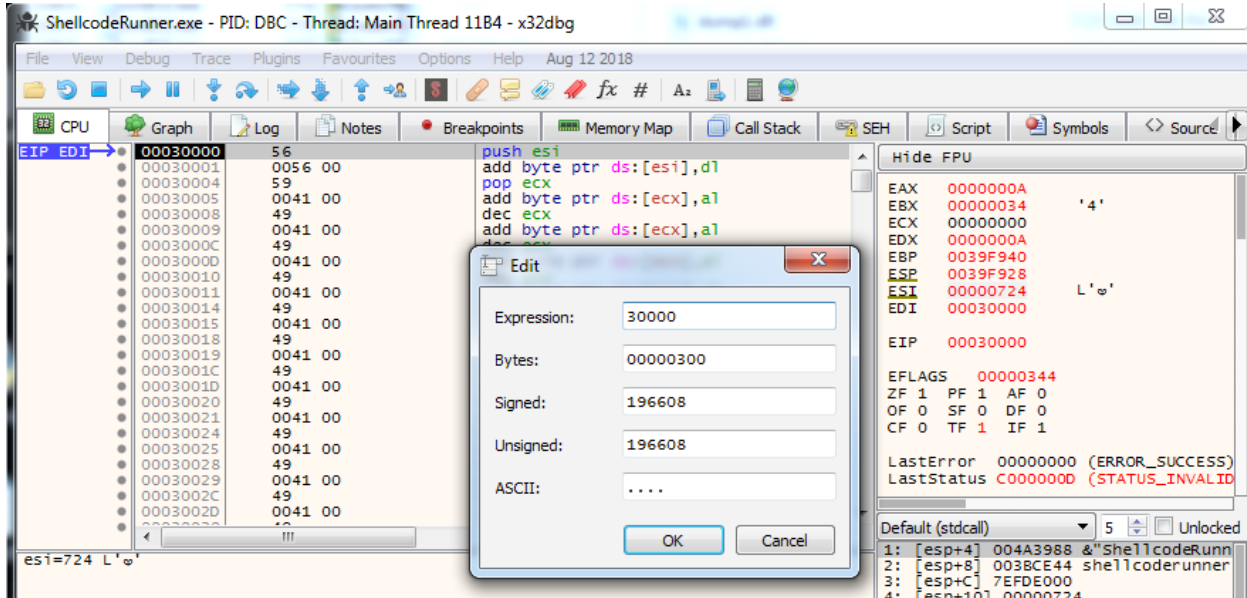 ShellcodeRunner.exe - PID: DBC - Thread: Main Thread 11B4 - x32dbg
File View Debug Trace Plugins Favourites Options Help Aug 12 2018
CPU Graph Log Notes Breakpoints Memory Map Call Stack SEH Script Symbols Source
EIP EDI 00030000 56 push esi
00030001 0056 00 add byte ptr ds:[esi],dl
00030004 59 pop ecx
00030005 0041 00 add byte ptr ds:[ecx],al
00030008 49 dec ecx
00030009 0041 00 add byte ptr ds:[ecx],al
0003000C 49 dec ecx
0003000D 0041 00
00030010 49
00030011 0041 00
00030014 49
00030015 0041 00
00030018 49
00030019 0041 00
0003001C 49
0003001D 0041 00
00030020 49
00030021 0041 00
00030024 49
00030025 0041 00
00030028 49
00030029 0041 00
0003002C 49
0003002D 0041 00
esi=724 L'ܤ'
Edit
Expression: 30000
Bytes: 00000300
Signed: 196608
Unsigned: 196608
ASCII: ....
OK Cancel
Hide FPU
EAX 0000000A
EBX 00000034 '4'
ECX 00000000
EDX 0000000A
EBP 0039F940
ESP 0039F928
ESI 00000724 L'ܤ'
EDI 00030000
EIP 00030000
EFLAGS 00000344
ZF 1 PF 1 AF 0
OF 0 SF 0 DF 0
CF 0 TF 1 IF 1
LastError 00000000 (ERROR_SUCCESS)
LastStatus C000000D (STATUS_INVALID
Default (stdcall) 5 Unlocked
1: [esp+4] 004A3988 &"ShellcodeRunn
2: [esp+8] 003BCE44 shellcoderunner
3: [esp+C] 7EFDE000
4: [esp+10] 00000724